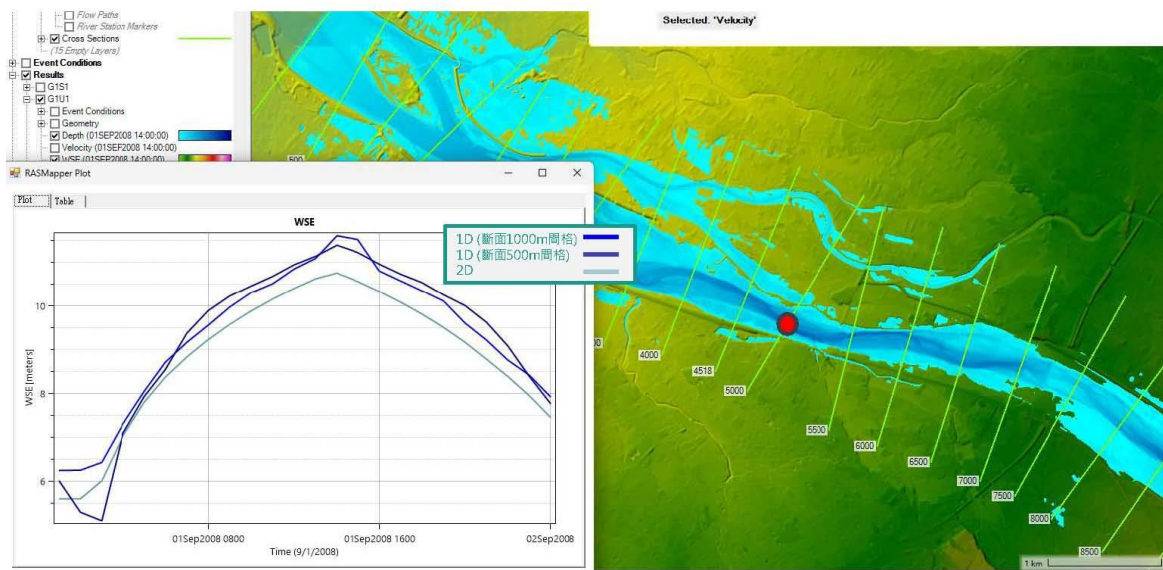 Flow Paths
River Station Markers
Cross Sections
(15 Empty Layers)
Event Conditions
Results
G1S1
G1U1
Event Conditions
Geometry
Depth (01SEP2008 14:00:00)
Velocity (01SEP2008 14:00:00)
WSE (01SEP2008 14:00:00)
Selected: 'Velocity'
500
RASMapper Plot
Plot
Table
WSE
1D (斷面1000m間格)
1D (斷面500m間格)
2D
10
8
6
WSE [meters]
01Sep2008 0800
01Sep2008 1600
02Sep2008
Time (9/1/2008)
4000
4518
5000
5500
6000
6500
7000
7500
8000
8500
1 km